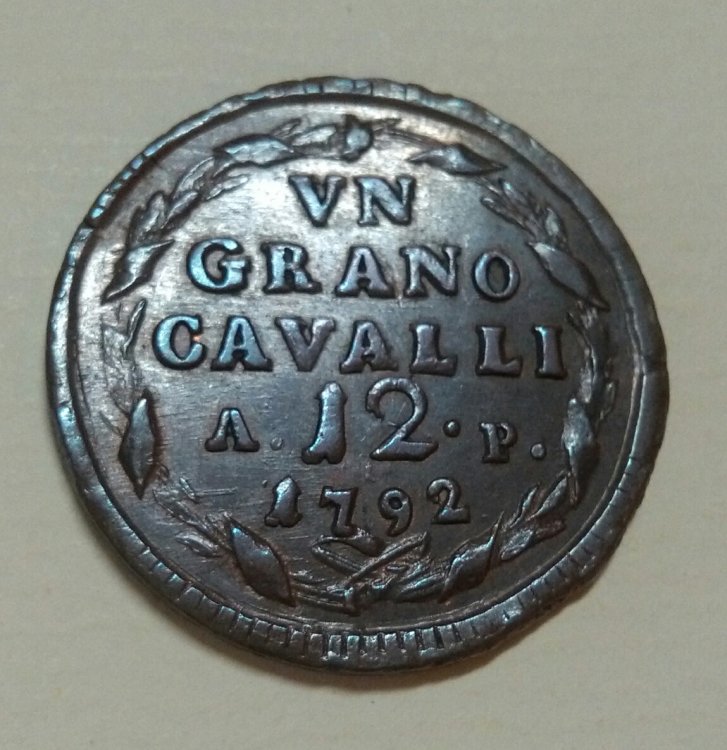 VN
GRANO
CAVALLI
A. 12. P.
1792